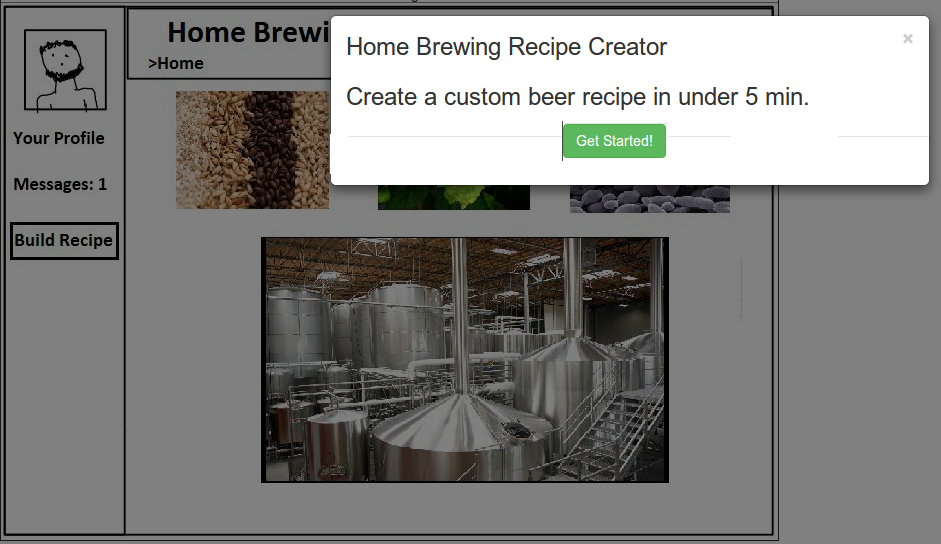 Home Brewi
>Home
Your Profile
Messages: 1
Build Recipe
Home Brewing Recipe Creator
×
Create a custom beer recipe in under 5 min.
Get Started!